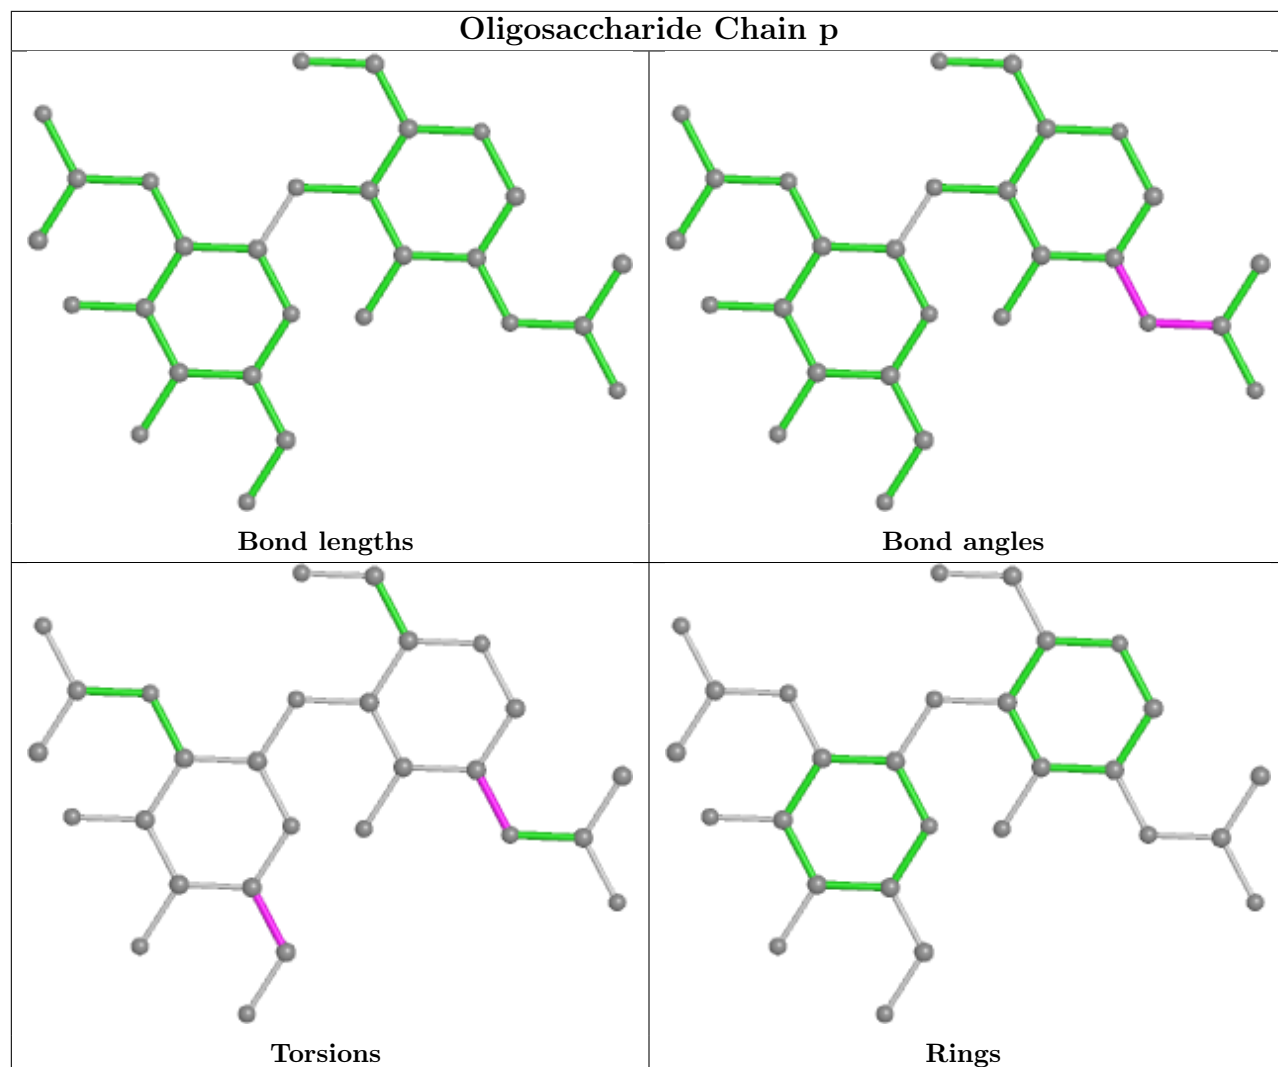 Oligosaccharide Chain p
Bond lengths
Bond angles
Torsions
Rings